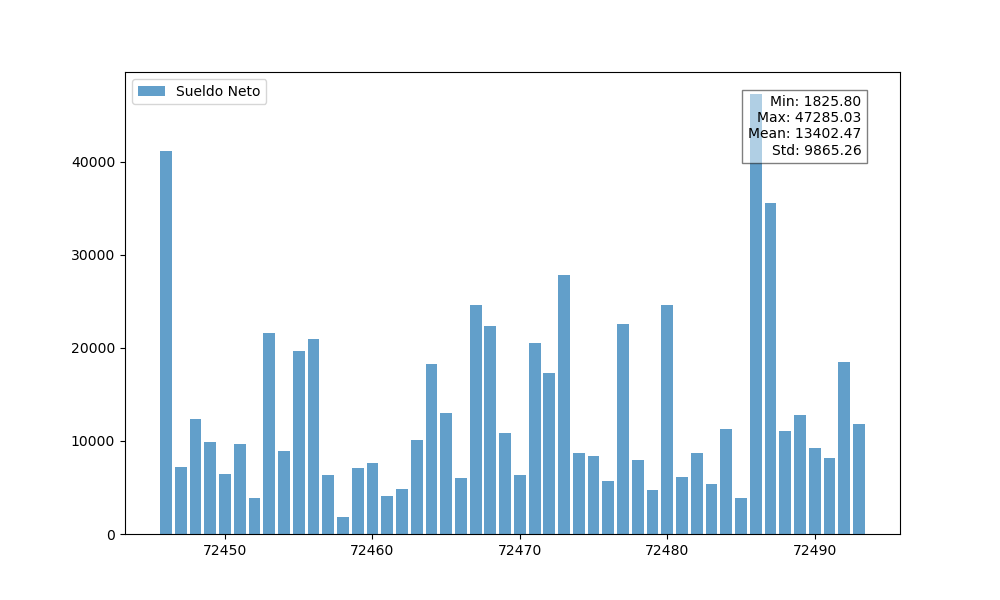 Sueldo Neto
Min: 1825.80
Max: 47285.03
Mean: 13402.47
Std: 9865.26
40000
30000
20000
10000
0
72450 72460 72470 72480 72490